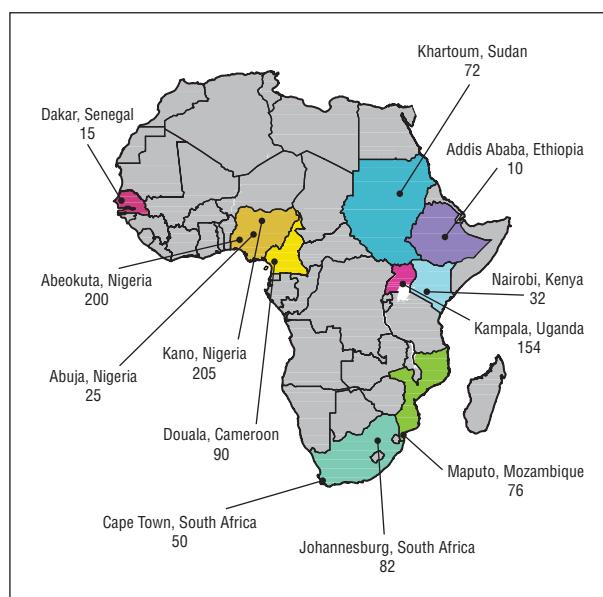 Khartoum, Sudan
72
Dakar, Senegal
15
Addis Ababa, Ethiopia
10
Abeokuta, Nigeria
200
Nairobi, Kenya
32
Kampala, Uganda
154
Kano, Nigeria
205
Abuja, Nigeria
25
Douala, Cameroon
90
Maputo, Mozambique
76
Cape Town, South Africa
50
Johannesburg, South Africa
82